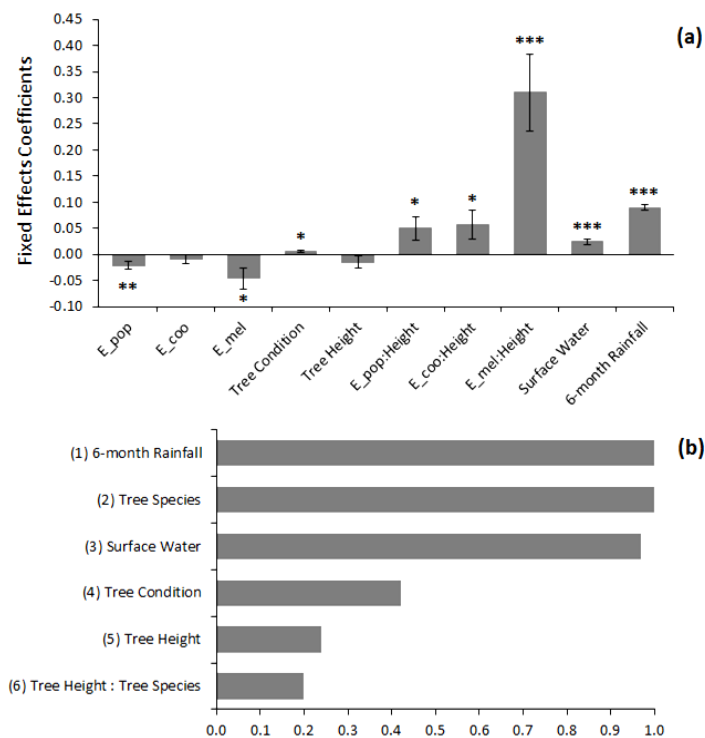 (a)
Fixed Effects Coefficients
0.45
0.40
0.35
0.30
0.25
0.20
0.15
0.10
0.05
0.00
-0.05
-0.10
**
*
*
*
*
***
***
***
E_pop
E_coo
E_mel
Tree Condition
Tree Height
E_pop:Height
E_coo:Height
E_mel:Height
Surface Water
6-month Rainfall
(b)
(1) 6-month Rainfall
(2) Tree Species
(3) Surface Water
(4) Tree Condition
(5) Tree Height
(6) Tree Height : Tree Species
0.0 0.1 0.2 0.3 0.4 0.5 0.6 0.7 0.8 0.9 1.0